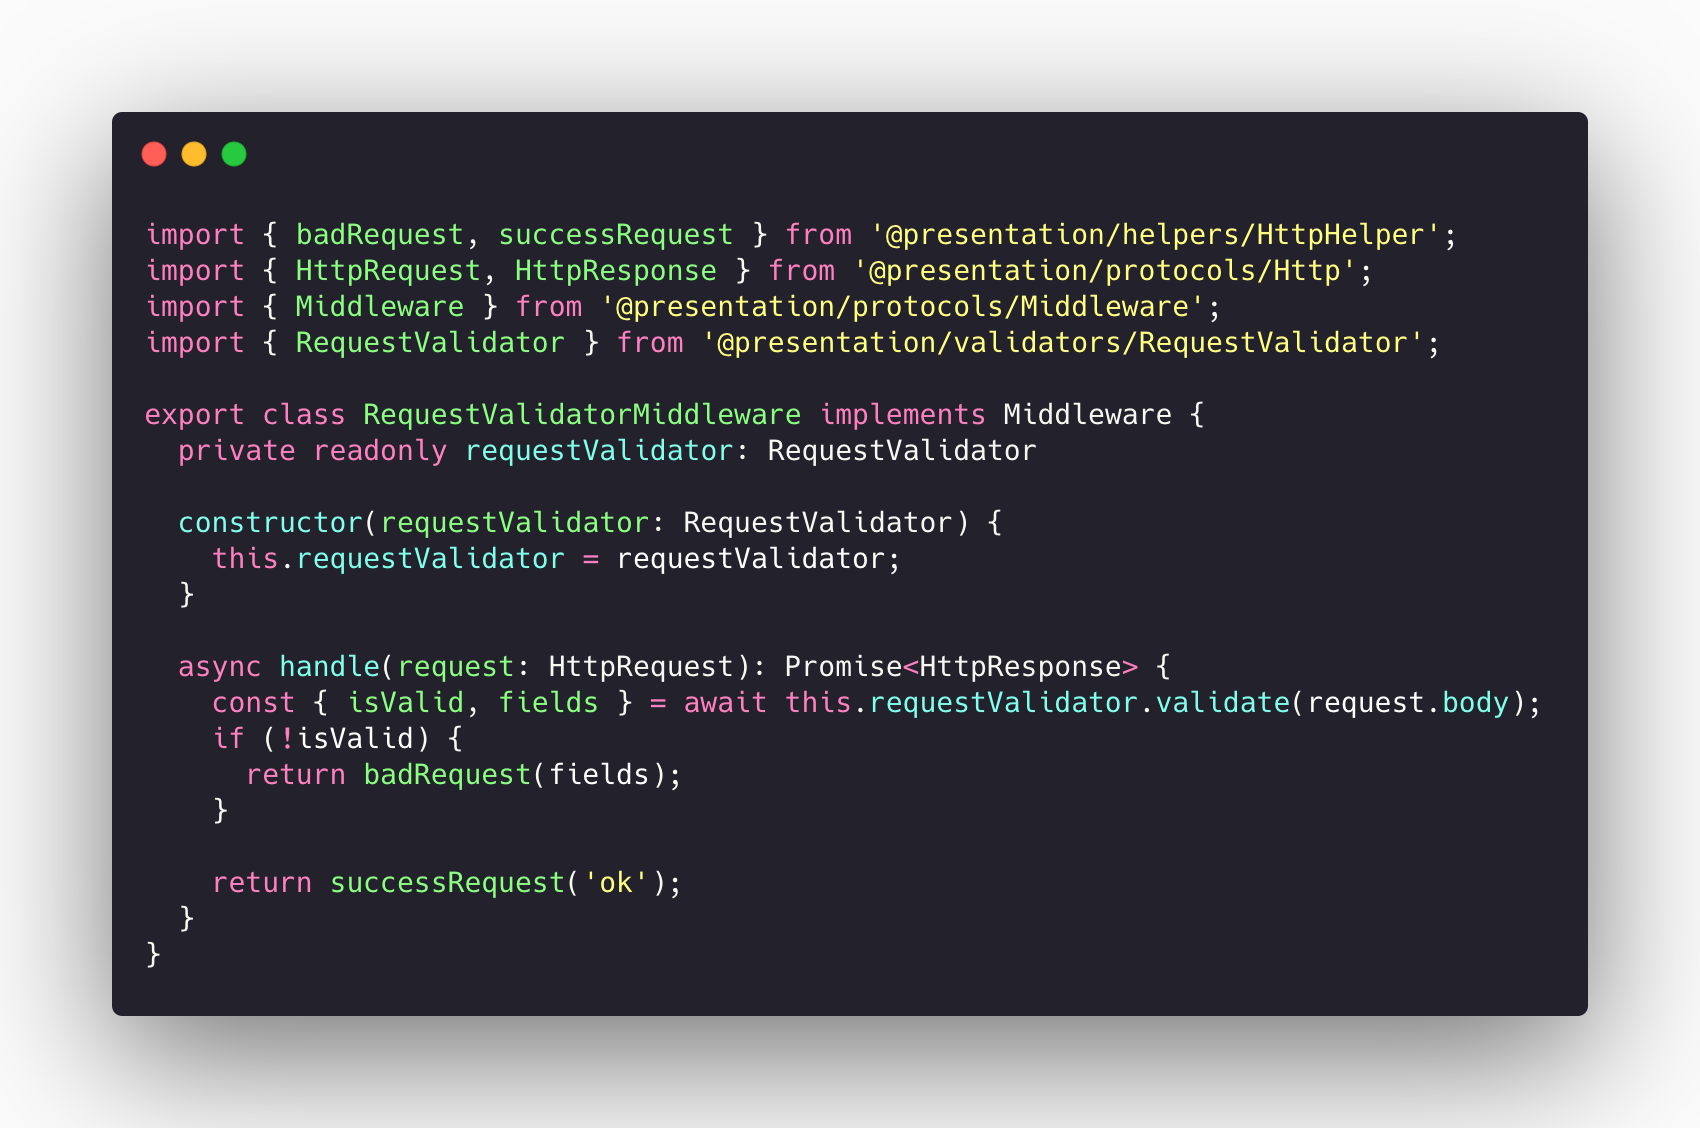 import { badRequest, successRequest } from '@presentation/helpers/HttpHelper';
import { HttpRequest, HttpResponse } from '@presentation/protocols/Http';
import { Middleware } from '@presentation/protocols/Middleware';
import { RequestValidator } from '@presentation/validators/RequestValidator';

export class RequestValidatorMiddleware implements Middleware {
  private readonly requestValidator: RequestValidator

  constructor(requestValidator: RequestValidator) {
    this.requestValidator = requestValidator;
  }

  async handle(request: HttpRequest): Promise<HttpResponse> {
    const { isValid, fields } = await this.requestValidator.validate(request.body);
    if (!isValid) {
      return badRequest(fields);
    }

    return successRequest('ok');
  }
}